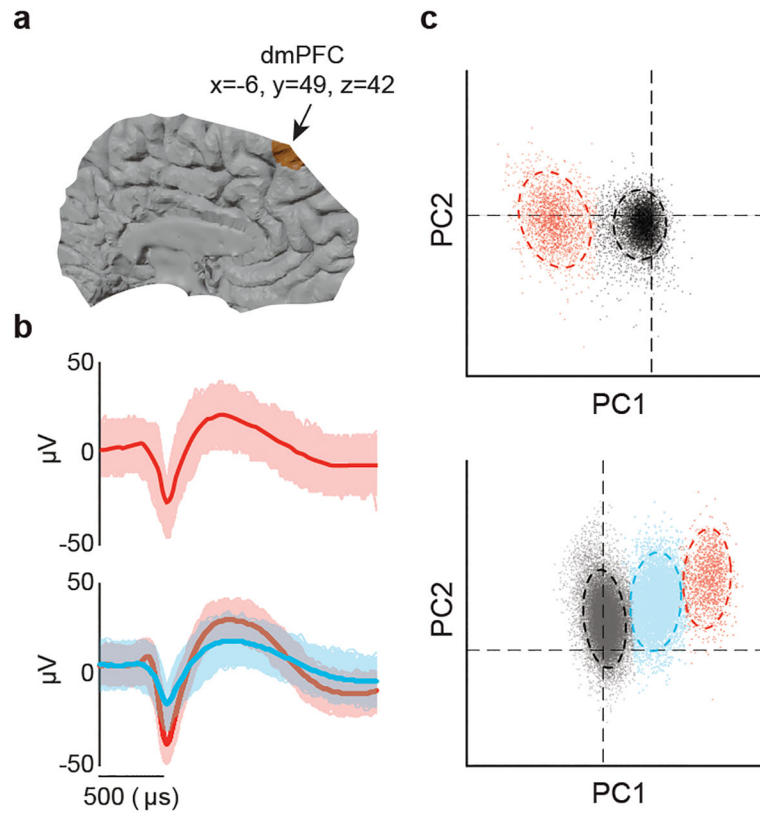 a
dmPFC
x=-6, y=49, z=42
b
50
0
-50
µV
50
0
-50
µV
500 (µs)
c
PC2
PC1
PC2
PC1